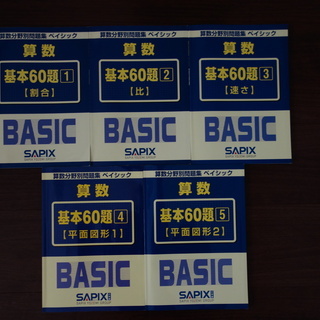 算数分野別問題集 ベイシック
算数
基本60題 1
【割合】
BASIC
SAPIX
算数分野別問題集 ベイシック
算数
基本60題 2
【比】
BASIC
SAPIX
算数分野別問題集 ベイシック
算数
基本60題 3
【速さ】
BASIC
SAPIX
算数分野別問題集 ベイシック
算数
基本60題 4
【平面図形1】
BASIC
SAPIX
算数分野別問題集 ベイシック
算数
基本60題 5
【平面図形2】
BASIC
SAPIX